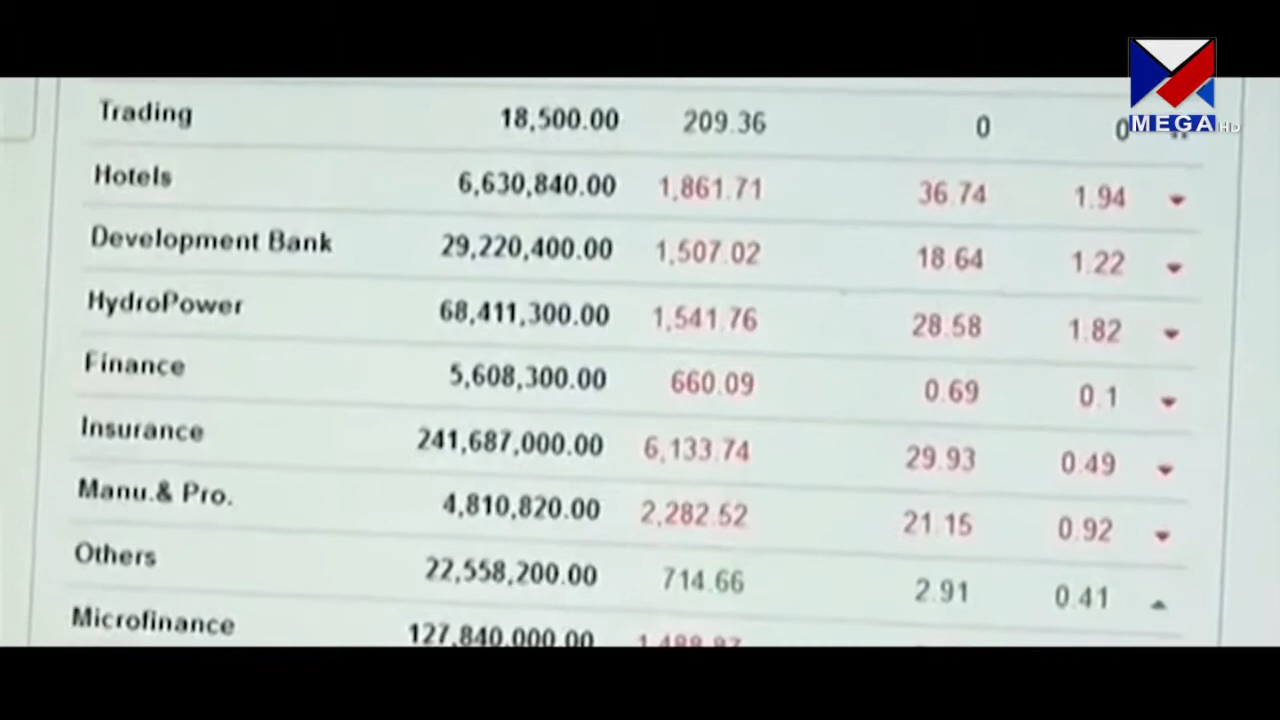 MEGA HD
Trading 18,500.00 209.36 0 0
Hotels 6,630,840.00 1,861.71 36.74 1.94
Development Bank 29,220,400.00 1,507.02 18.64 1.22
HydroPower 68,411,300.00 1,541.76 28.58 1.82
Finance 5,608,300.00 660.09 0.69 0.1
Insurance 241,687,000.00 6,133.74 29.93 0.49
Manu.& Pro. 4,810,820.00 2,282.52 21.15 0.92
Others 22,558,200.00 714.66 2.91 0.41
Microfinance 127,840,000.00